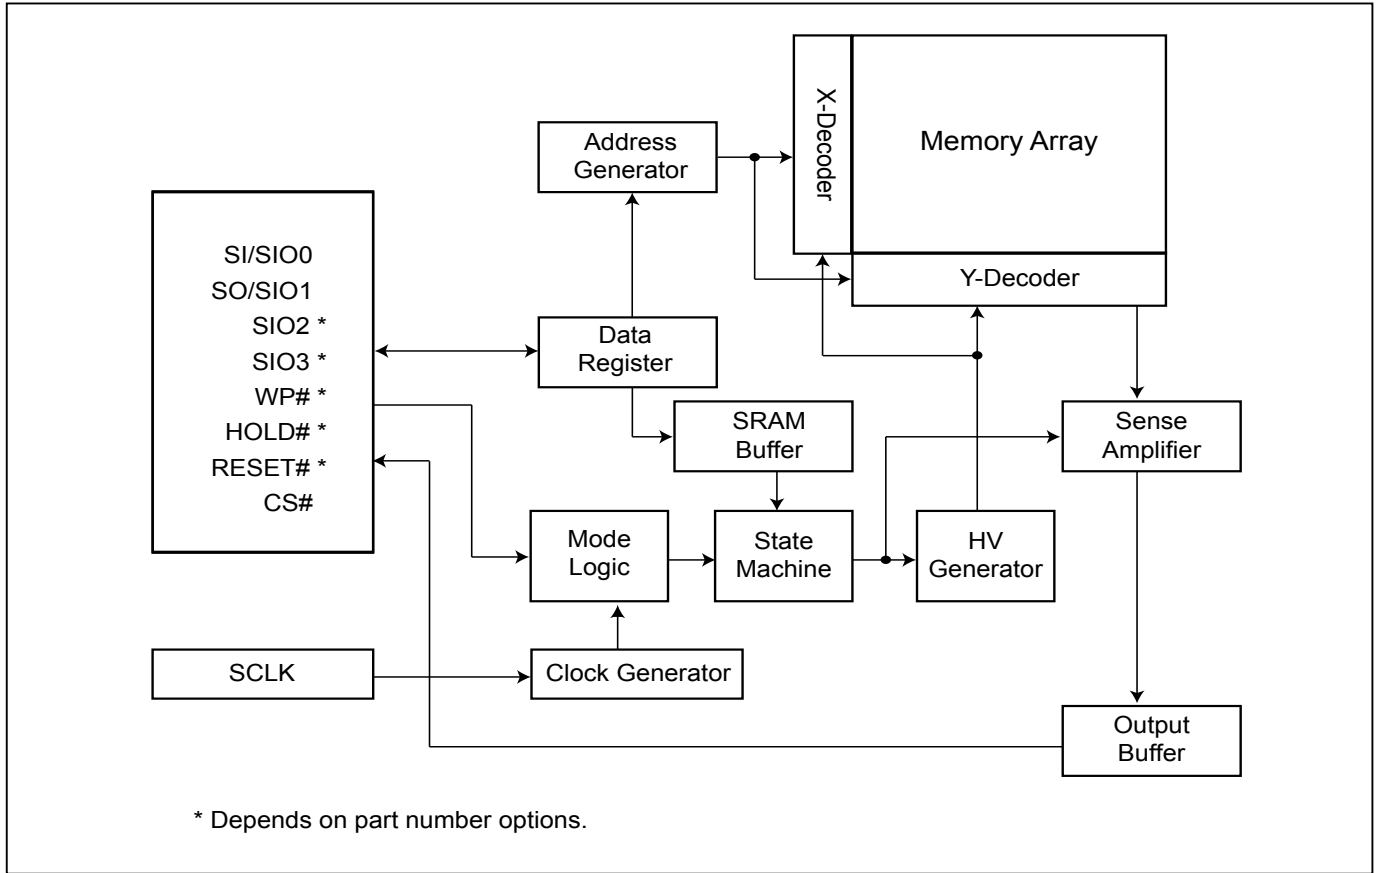 X-Decoder
Memory Array
Address
Generator
Y-Decoder
SI/SIO0
SO/SIO1
SIO2 *
SIO3 *
WP# *
HOLD# *
RESET# *
CS#
Data
Register
SRAM
Buffer
Sense
Amplifier
Mode
Logic
State
Machine
HV
Generator
SCLK
Clock Generator
Output
Buffer
* Depends on part number options.